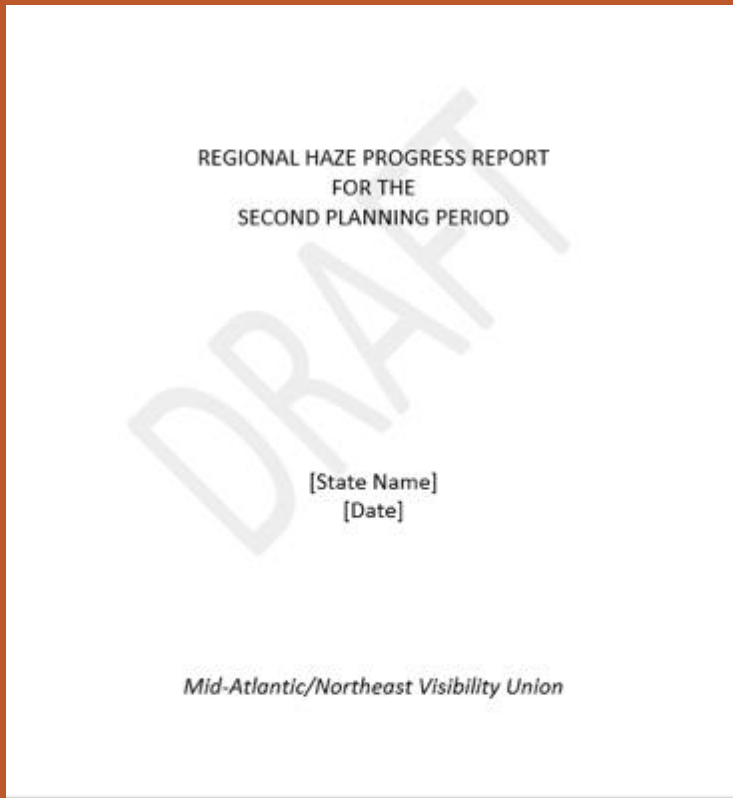 REGIONAL HAZE PROGRESS REPORT
FOR THE
SECOND PLANNING PERIOD
DRAFT
[State Name]
[Date]
Mid-Atlantic/Northeast Visibility Union